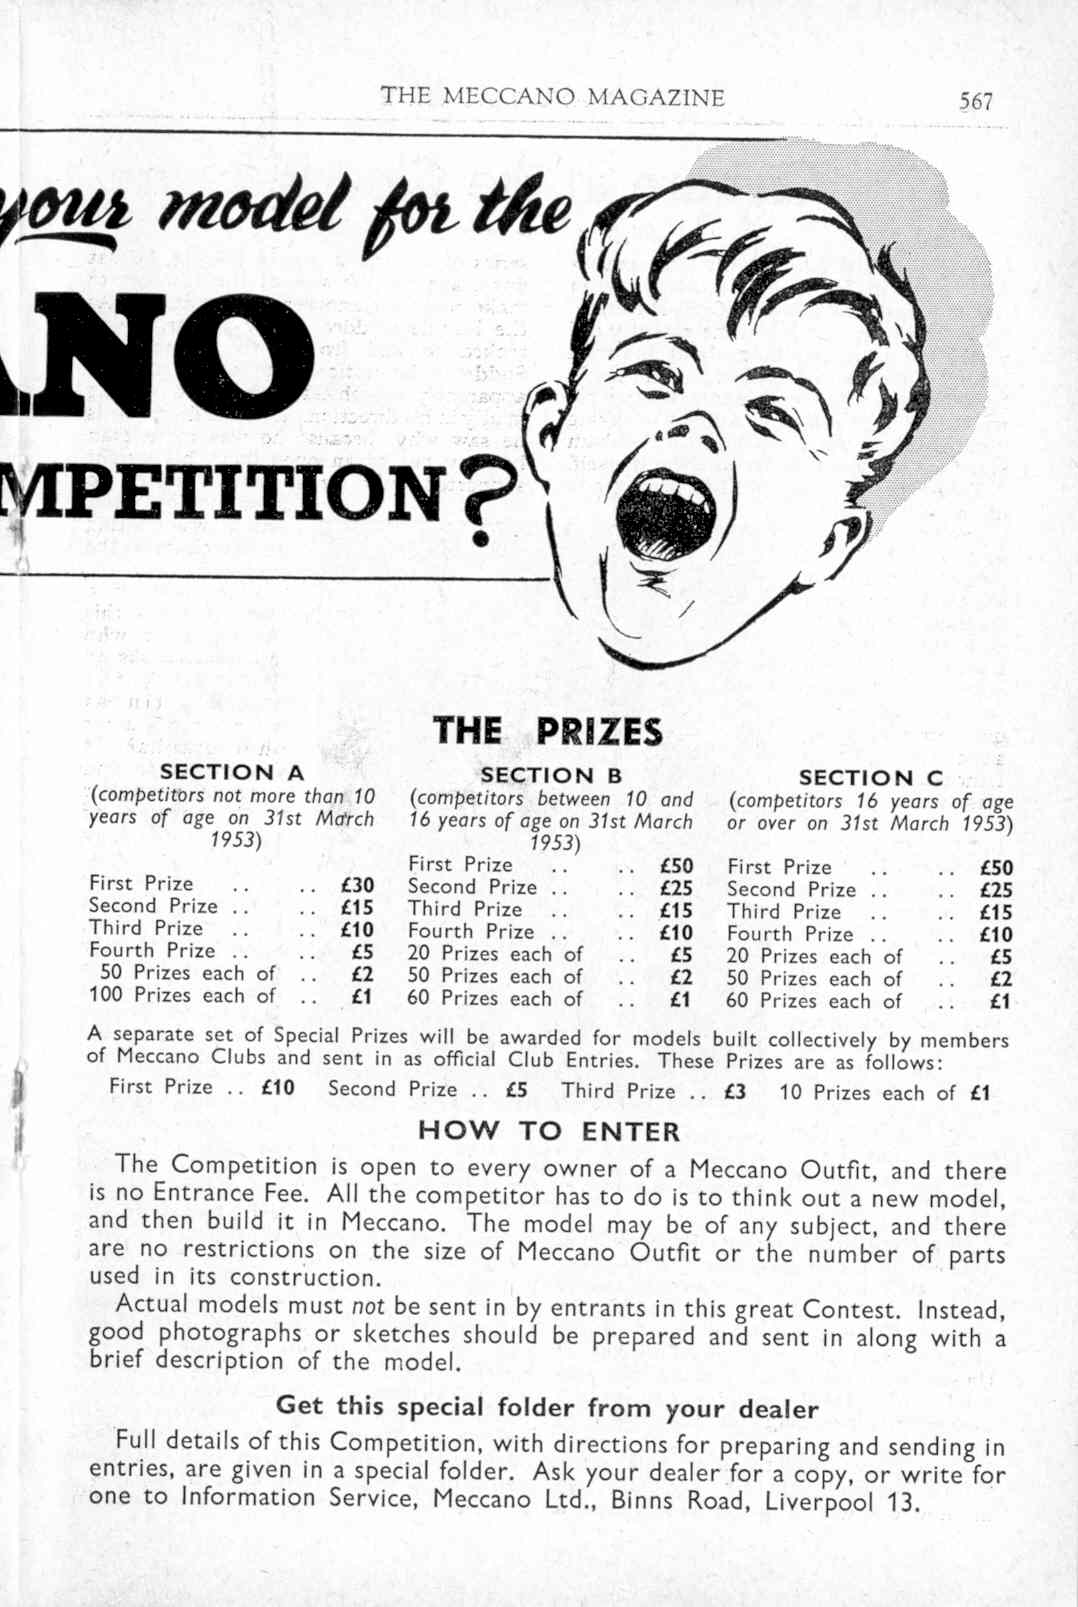 THE MECCANO MAGAZINE 567
your model for the
NO
MPETITION?
THE PRIZES
SECTION A
(competitors not more than 10
years of age on 31st March
1953)
First Prize .. .. £30
Second Prize .. .. £15
Third Prize .. .. £10
Fourth Prize .. .. £5
50 Prizes each of .. £2
100 Prizes each of .. £1
SECTION B
(competitors between 10 and
16 years of age on 31st March
1953)
First Prize .. .. £50
Second Prize .. .. £25
Third Prize .. .. £15
Fourth Prize .. .. £10
20 Prizes each of .. £5
50 Prizes each of .. £2
60 Prizes each of .. £1
SECTION C
(competitors 16 years of age
or over on 31st March 1953)
First Prize .. .. £50
Second Prize .. .. £25
Third Prize .. .. £15
Fourth Prize .. .. £10
20 Prizes each of .. £5
50 Prizes each of .. £2
60 Prizes each of .. £1
A separate set of Special Prizes will be awarded for models built collectively by members
of Meccano Clubs and sent in as official Club Entries. These Prizes are as follows:
First Prize .. £10 Second Prize .. £5 Third Prize .. £3 10 Prizes each of £1
HOW TO ENTER
The Competition is open to every owner of a Meccano Outfit, and there
is no Entrance Fee. All the competitor has to do is to think out a new model,
and then build it in Meccano. The model may be of any subject, and there
are no restrictions on the size of Meccano Outfit or the number of parts
used in its construction.
Actual models must not be sent in by entrants in this great Contest. Instead,
good photographs or sketches should be prepared and sent in along with a
brief description of the model.
Get this special folder from your dealer
Full details of this Competition, with directions for preparing and sending in
entries, are given in a special folder. Ask your dealer for a copy, or write for
one to Information Service, Meccano Ltd., Binns Road, Liverpool 13.